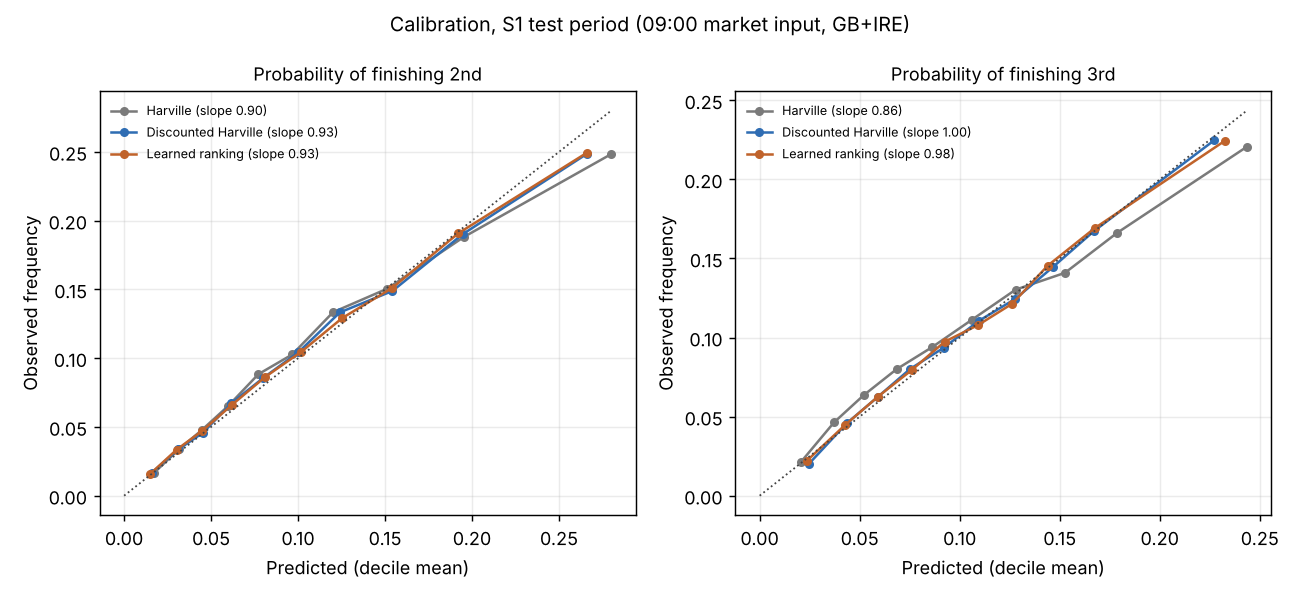 Calibration, S1 test period (09:00 market input, GB+IRE)
Probability of finishing 2nd
Harville (slope 0.90)
Discounted Harville (slope 0.93)
Learned ranking (slope 0.93)
Observed frequency
0.25
0.20
0.15
0.10
0.05
0.00
0.00 0.05 0.10 0.15 0.20 0.25
Predicted (decile mean)
Probability of finishing 3rd
Harville (slope 0.86)
Discounted Harville (slope 1.00)
Learned ranking (slope 0.98)
Observed frequency
0.25
0.20
0.15
0.10
0.05
0.00
0.00 0.05 0.10 0.15 0.20 0.25
Predicted (decile mean)